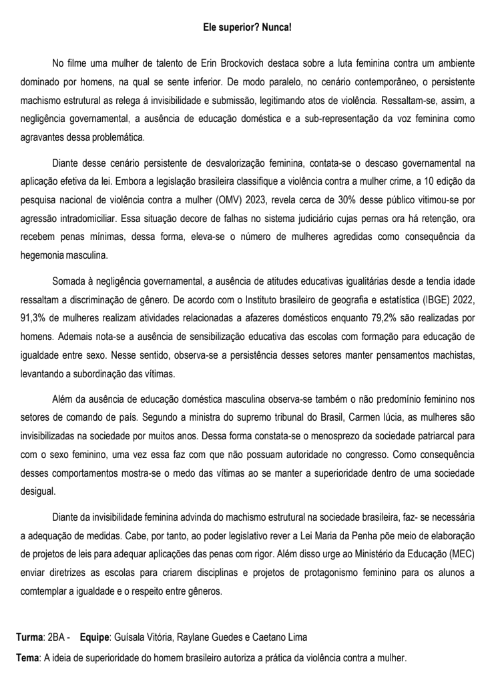 Ele superior? Nunca!
No filme uma mulher de talento de Erin Brockovich destaca sobre a luta feminina contra um ambiente
dominado por homens, na qual se sente inferior. De modo paralelo, no cenário contemporâneo, o persistente
machismo estrutural as relega á invisibilidade e submissão, legitimando atos de violência. Ressaltam-se, assim, a
negligência governamental, a ausência de educação doméstica e a sub-representação da voz feminina como
agravantes dessa problemática.
Diante desse cenário persistente de desvalorização feminina, contata-se o descaso governamental na
aplicação efetiva da lei. Embora a legislação brasileira classifique a violência contra a mulher crime, a 10 edição da
pesquisa nacional de violência contra a mulher (OMV) 2023, revela cerca de 30% desse público vitimou-se por
agressão intradomiciliar. Essa situação decore de falhas no sistema judiciário cujas pernas ora há retenção, ora
recebem penas mínimas, dessa forma, eleva-se o número de mulheres agredidas como consequência da
hegemonia masculina.
Somada à negligência governamental, a ausência de atitudes educativas igualitárias desde a tendia idade
ressaltam a discriminação de gênero. De acordo com o Instituto brasileiro de geografia e estatística (IBGE) 2022,
91,3% de mulheres realizam atividades relacionadas a afazeres domésticos enquanto 79,2% são realizadas por
homens. Ademais nota-se a ausência de sensibilização educativa das escolas com formação para educação de
igualdade entre sexo. Nesse sentido, observa-se a persistência desses setores manter pensamentos machistas,
levantando a subordinação das vítimas.
Além da ausência de educação doméstica masculina observa-se também o não predomínio feminino nos
setores de comando de país. Segundo a ministra do supremo tribunal do Brasil, Carmen lúcia, as mulheres são
invisibilizadas na sociedade por muitos anos. Dessa forma constata-se o menosprezo da sociedade patriarcal para
com o sexo feminino, uma vez essa faz com que não possuam autoridade no congresso. Como consequência
desses comportamentos mostra-se o medo das vítimas ao se manter a superioridade dentro de uma sociedade
desigual.
Diante da invisibilidade feminina advinda do machismo estrutural na sociedade brasileira, faz- se necessária
a adequação de medidas. Cabe, por tanto, ao poder legislativo rever a Lei Maria da Penha põe meio de elaboração
de projetos de leis para adequar aplicações das penas com rigor. Além disso urge ao Ministério da Educação (MEC)
enviar diretrizes as escolas para criarem disciplinas e projetos de protagonismo feminino para os alunos a
comtemplar a igualdade e o respeito entre gêneros.
Turma: 2BA - Equipe: Guísala Vitória, Raylane Guedes e Caetano Lima
Tema: A ideia de superioridade do homem brasileiro autoriza a prática da violência contra a mulher.